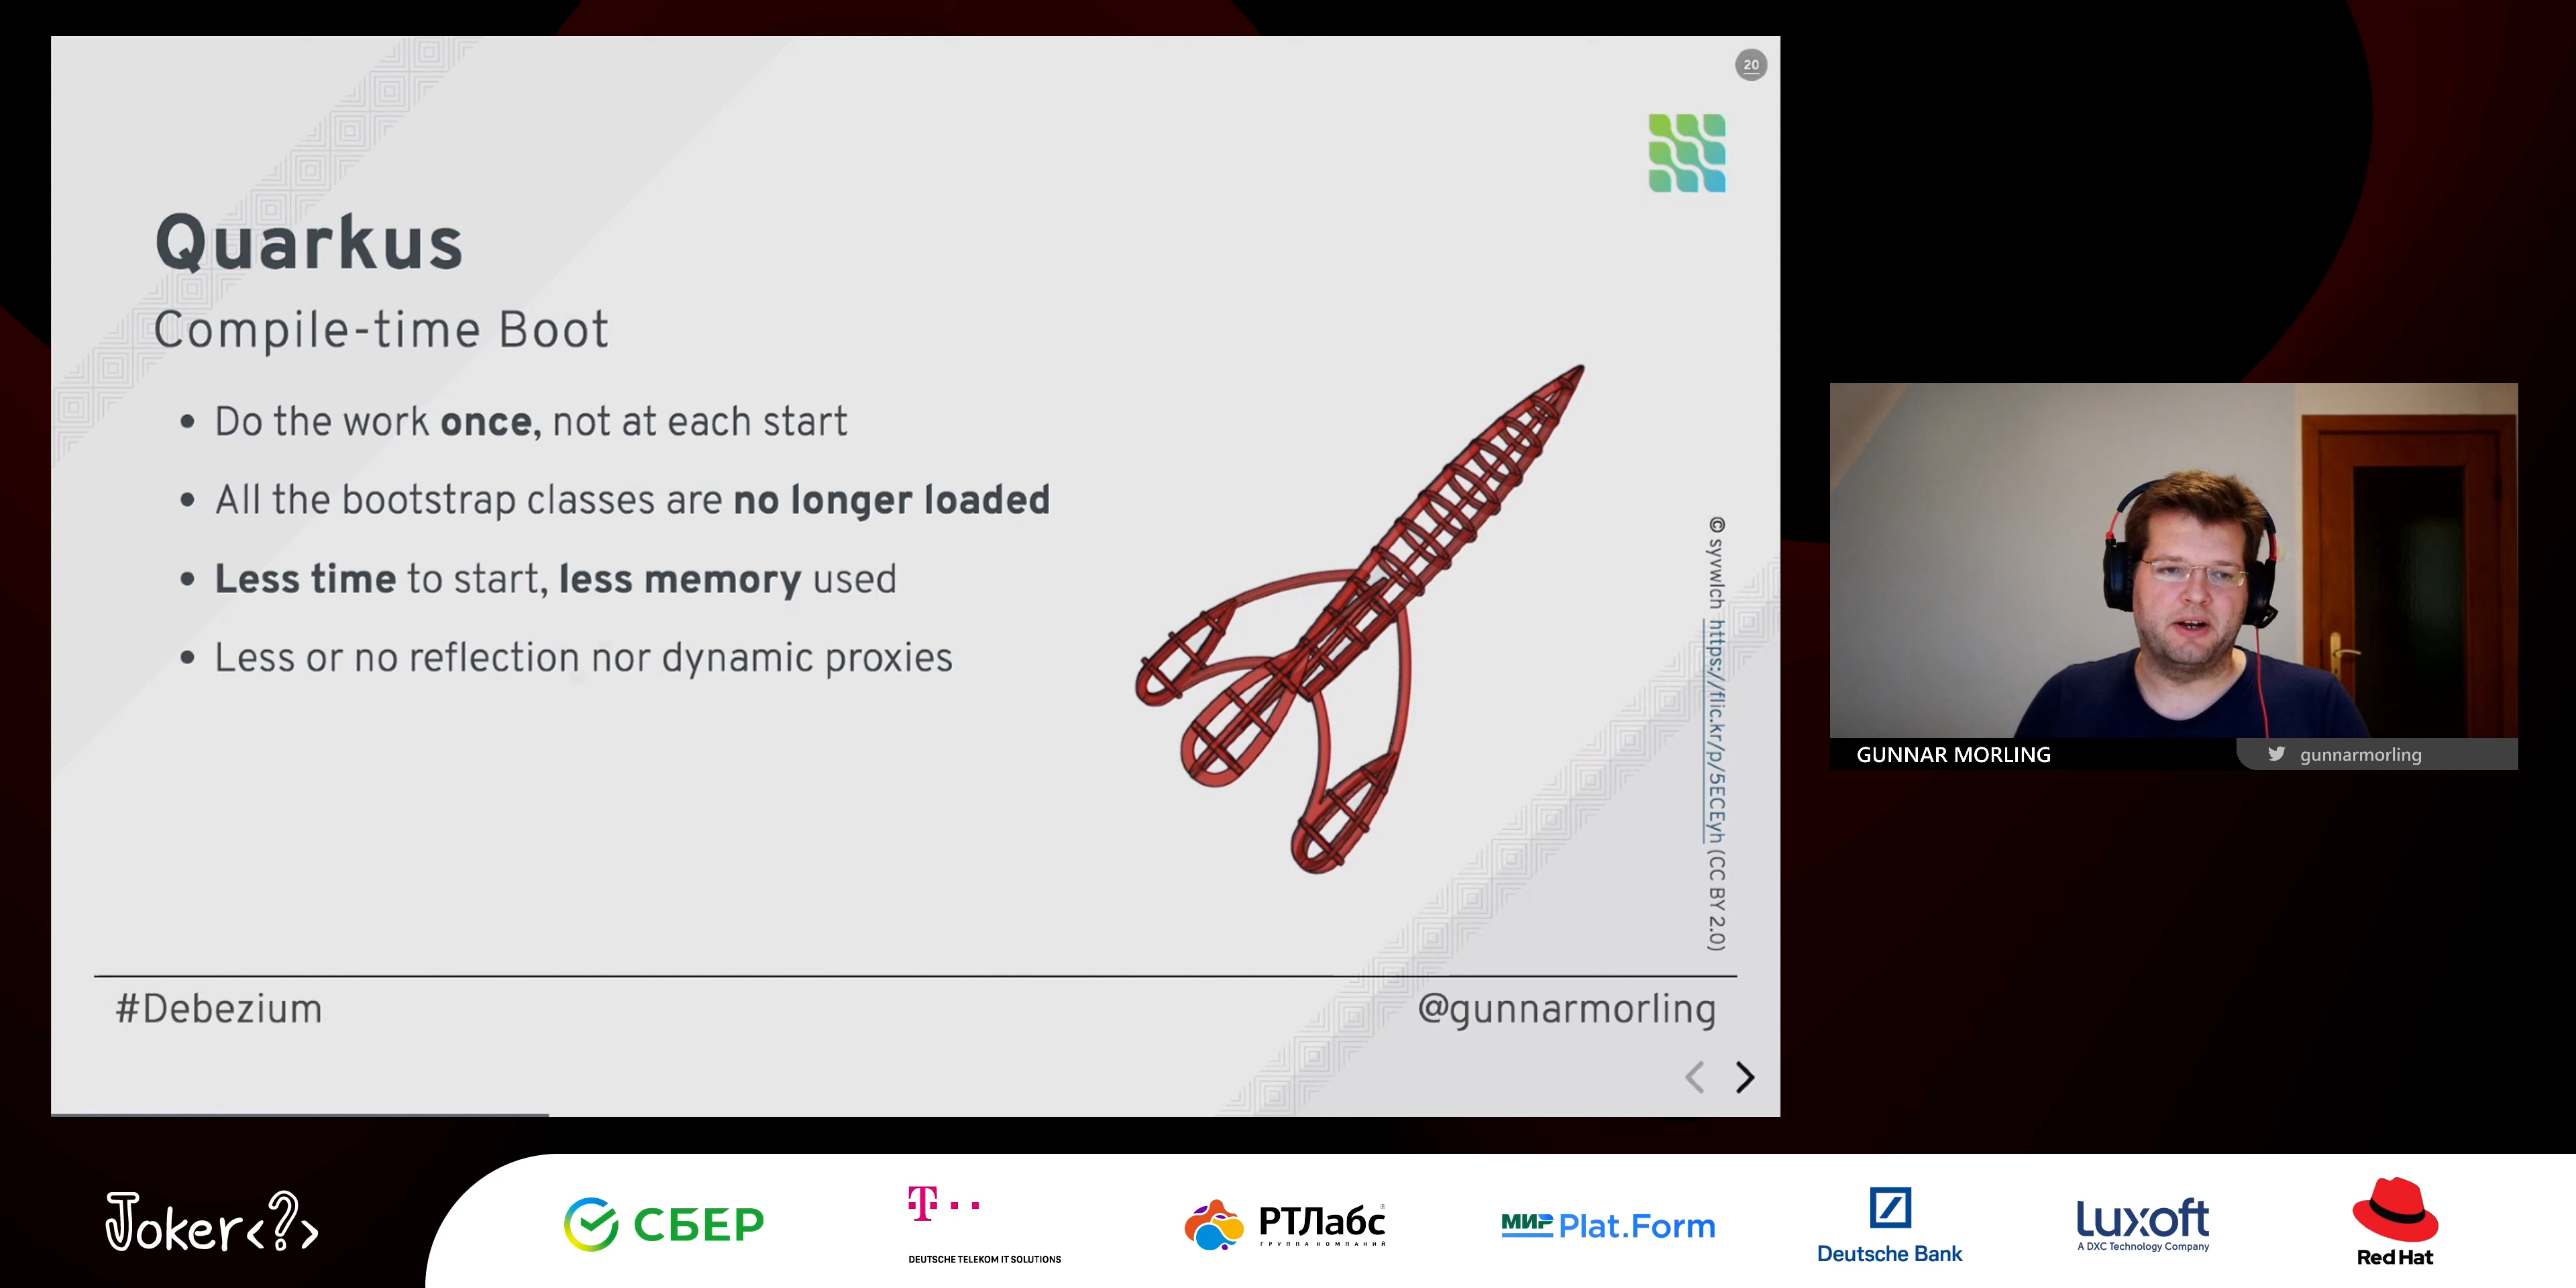 20
Quarkus
Compile-time Boot
Do the work once, not at each start
All the bootstrap classes are no longer loaded
Less time to start, less memory used
Less or no reflection nor dynamic proxies
© syvwlch https://flic.kr/p/5ECEyh (CC BY 2.0)
#Debezium
@gunnarmorling
GUNNAR MORLING
gunnarmorling
Joker<?>
СБЕР
T
DEUTSCHE TELEKOM IT SOLUTIONS
РТЛабс
ГРУППА КОМПАНИЙ
МИР Plat.Form
Deutsche Bank
Luxoft
A DXC Technology Company
Red Hat